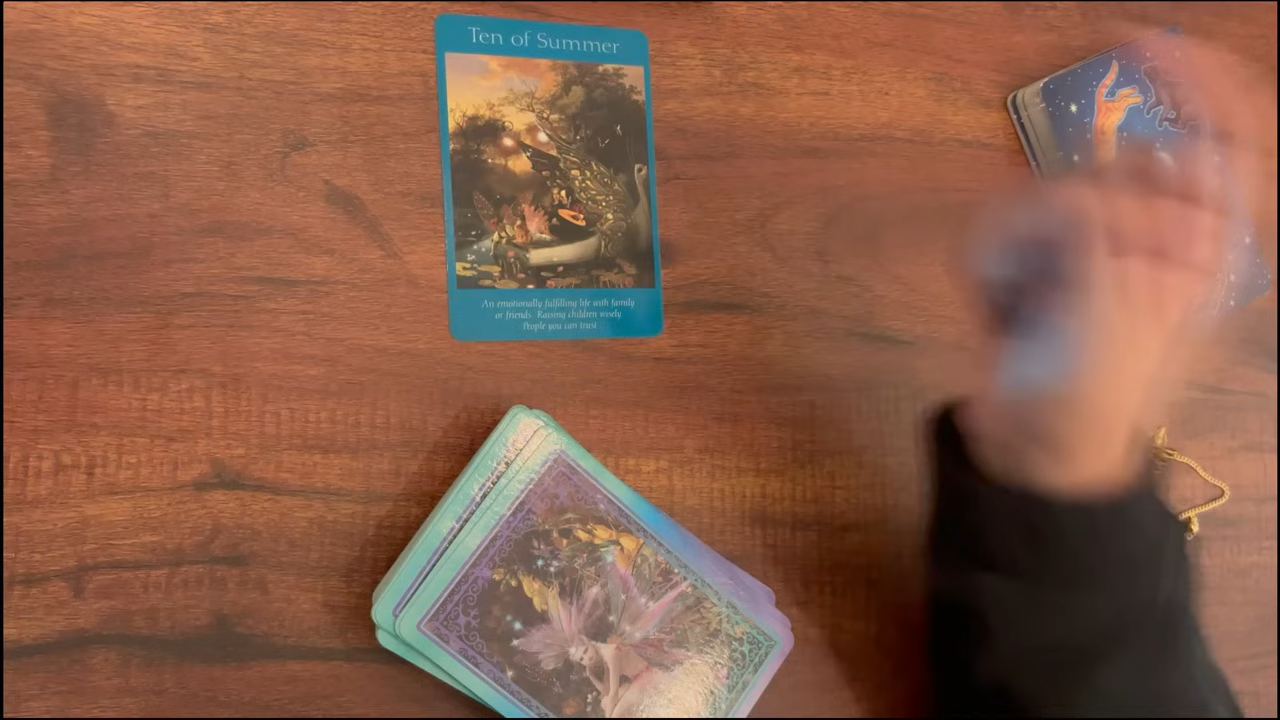 Ten of Summer
An emotionally fulfilling life with family
or friends. Raising children wisely.
People you can trust.